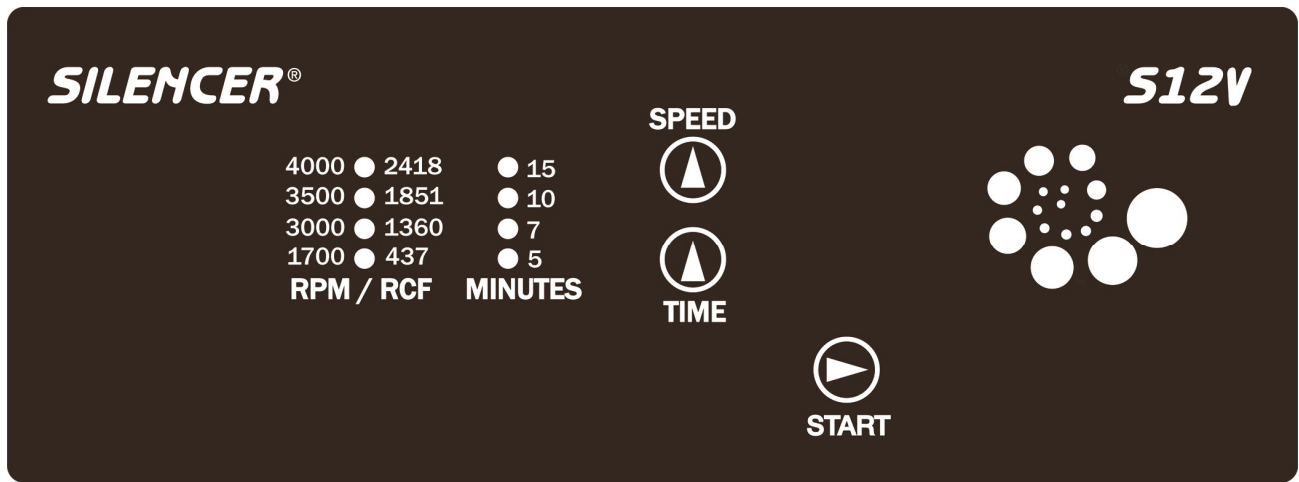 SILENCER®
S12V
SPEED
4000 2418 15
3500 1851 10
3000 1360 7
1700 437 5
RPM / RCF MINUTES
TIME
START